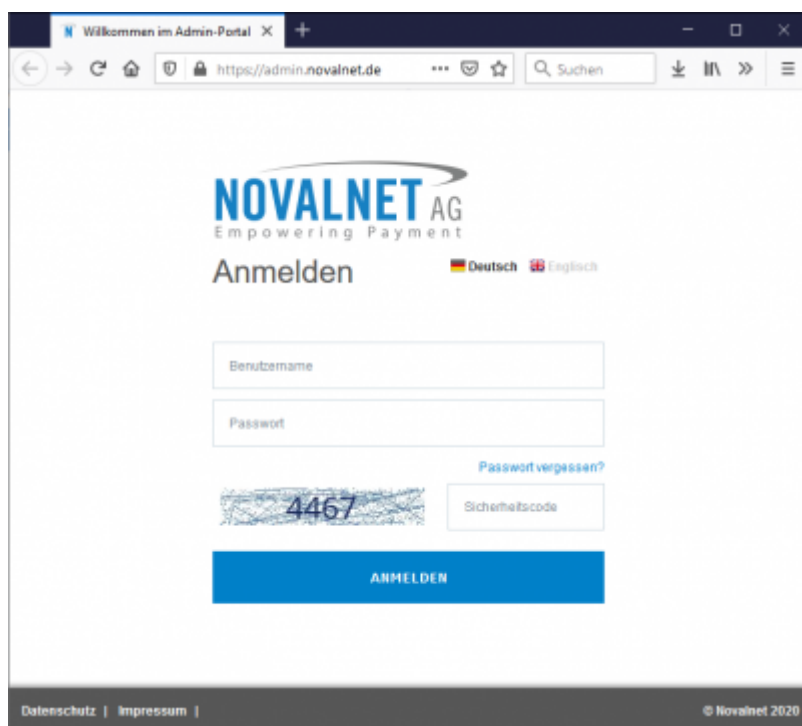 Willkommen im Admin-Portal
https://admin.novalnet.de
Suchen
NOVALNET AG
Empowering Payment
Anmelden
Deutsch Englisch
Benutzername
Passwort
Passwort vergessen?
4467 Sicherheitscode
ANMELDEN
Datenschutz | Impressum | © Novalnet 2020